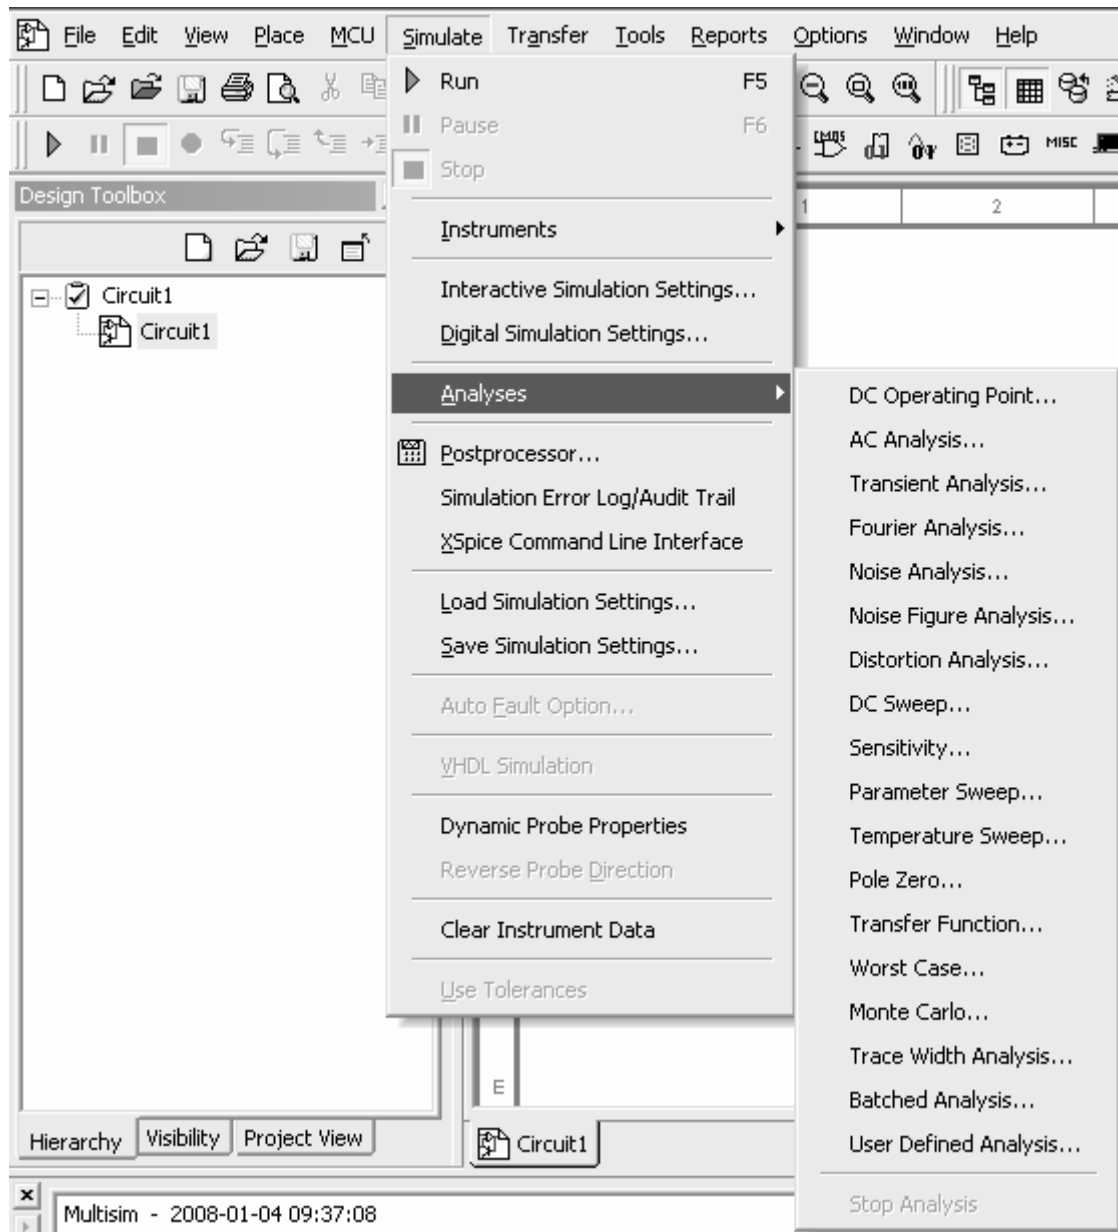 File Edit View Place MCU Simulate Transfer Tools Reports Options Window Help
Run F5
Pause F6
Stop
Instruments
Interactive Simulation Settings...
Digital Simulation Settings...
Analyses
Postprocessor...
Simulation Error Log/Audit Trail
XSpice Command Line Interface
Load Simulation Settings...
Save Simulation Settings...
Auto Fault Option...
VHDL Simulation
Dynamic Probe Properties
Reverse Probe Direction
Clear Instrument Data
Use Tolerances
DC Operating Point...
AC Analysis...
Transient Analysis...
Fourier Analysis...
Noise Analysis...
Noise Figure Analysis...
Distortion Analysis...
DC Sweep...
Sensitivity...
Parameter Sweep...
Temperature Sweep...
Pole Zero...
Transfer Function...
Worst Case...
Monte Carlo...
Trace Width Analysis...
Batched Analysis...
User Defined Analysis...
Stop Analysis
CMOS MISC
1 2
Design Toolbox
Circuit1
Circuit1
E
Hierarchy Visibility Project View
Circuit1
Multisim - 2008-01-04 09:37:08